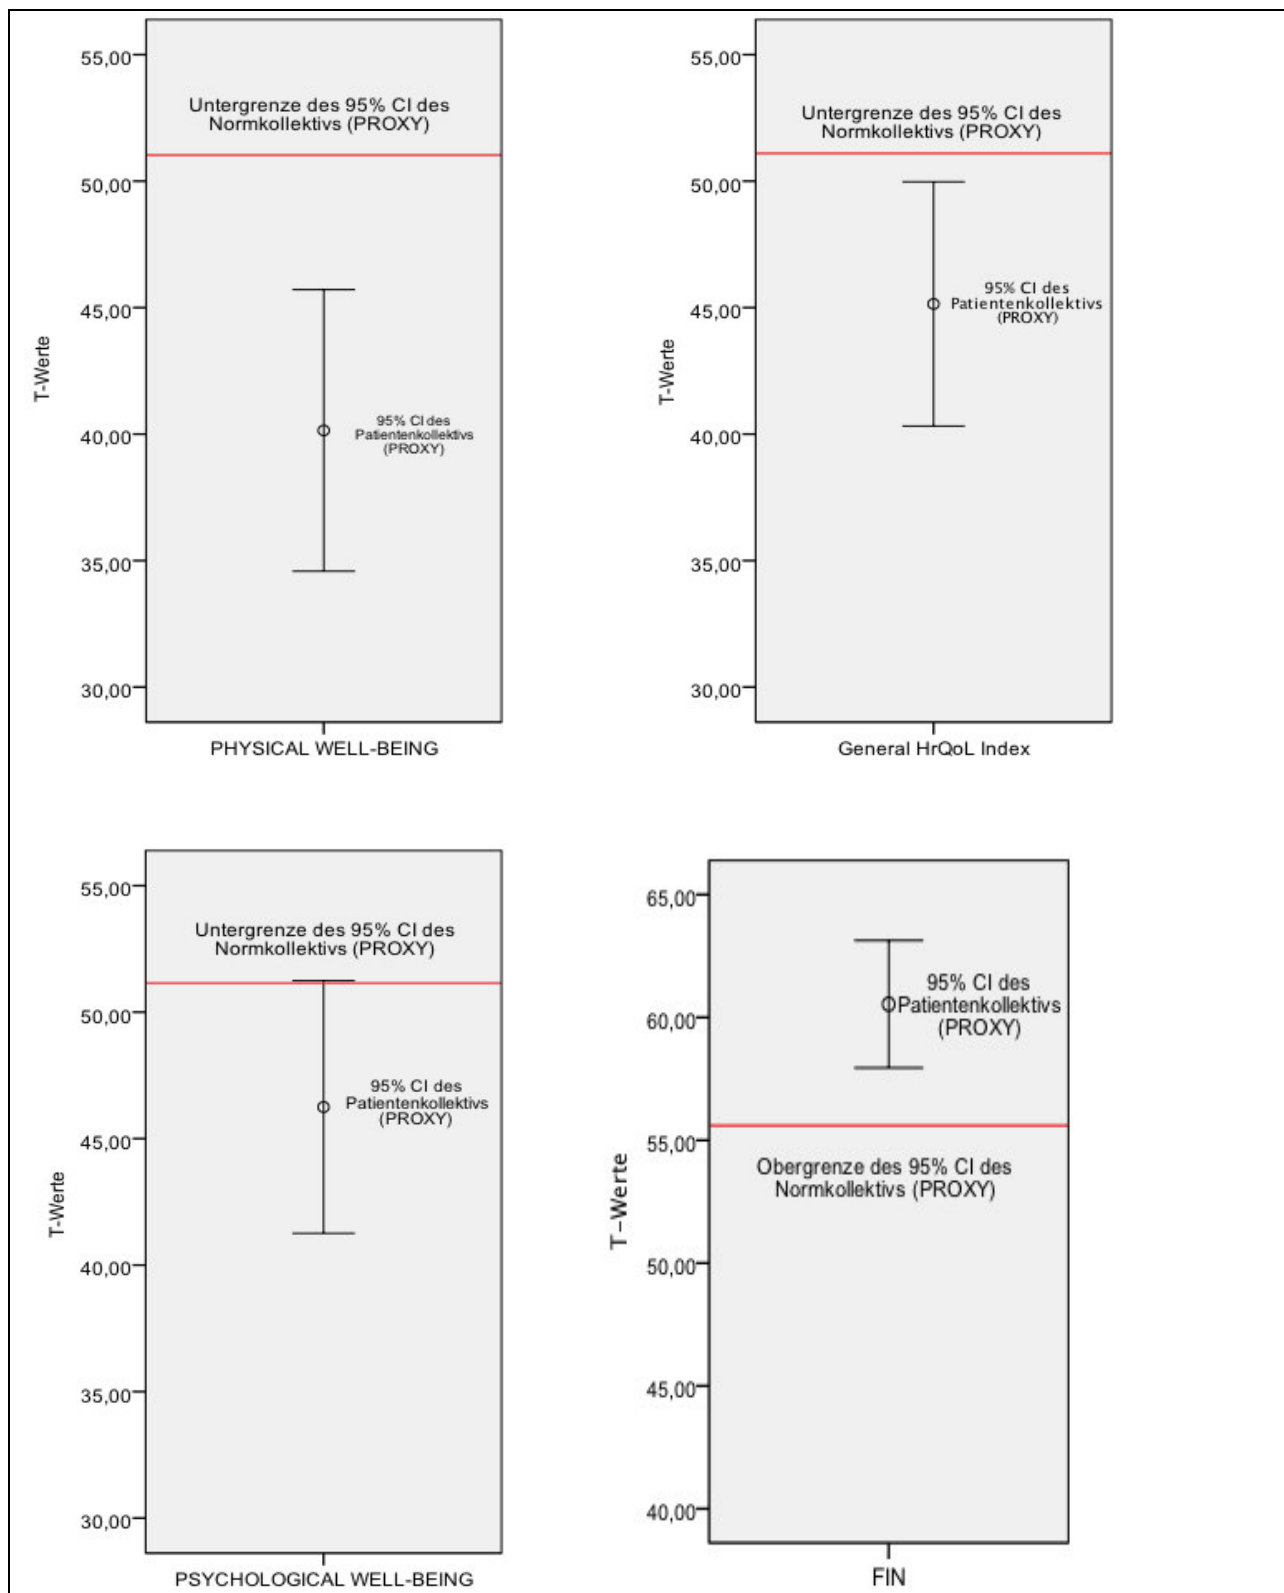 55,00
Untergrenze des 95% CI des
Normkollektivs (PROXY)
50,00
45,00
T-Werte
95% CI des
Patientenkollektivs
(PROXY)
40,00
35,00
30,00
PHYSICAL WELL-BEING
55,00
Untergrenze des 95% CI des
Normkollektivs (PROXY)
50,00
95% CI des
Patientenkollektivs
(PROXY)
45,00
T-Werte
40,00
35,00
30,00
General HrQoL Index
55,00
Untergrenze des 95% CI des
Normkollektivs (PROXY)
50,00
95% CI des
Patientenkollektivs
(PROXY)
45,00
T-Werte
40,00
35,00
30,00
PSYCHOLOGICAL WELL-BEING
65,00
95% CI des
Patientenkollektivs
(PROXY)
60,00
55,00
Obergrenze des 95% CI des
Normkollektivs (PROXY)
T-Werte
50,00
45,00
40,00
FIN